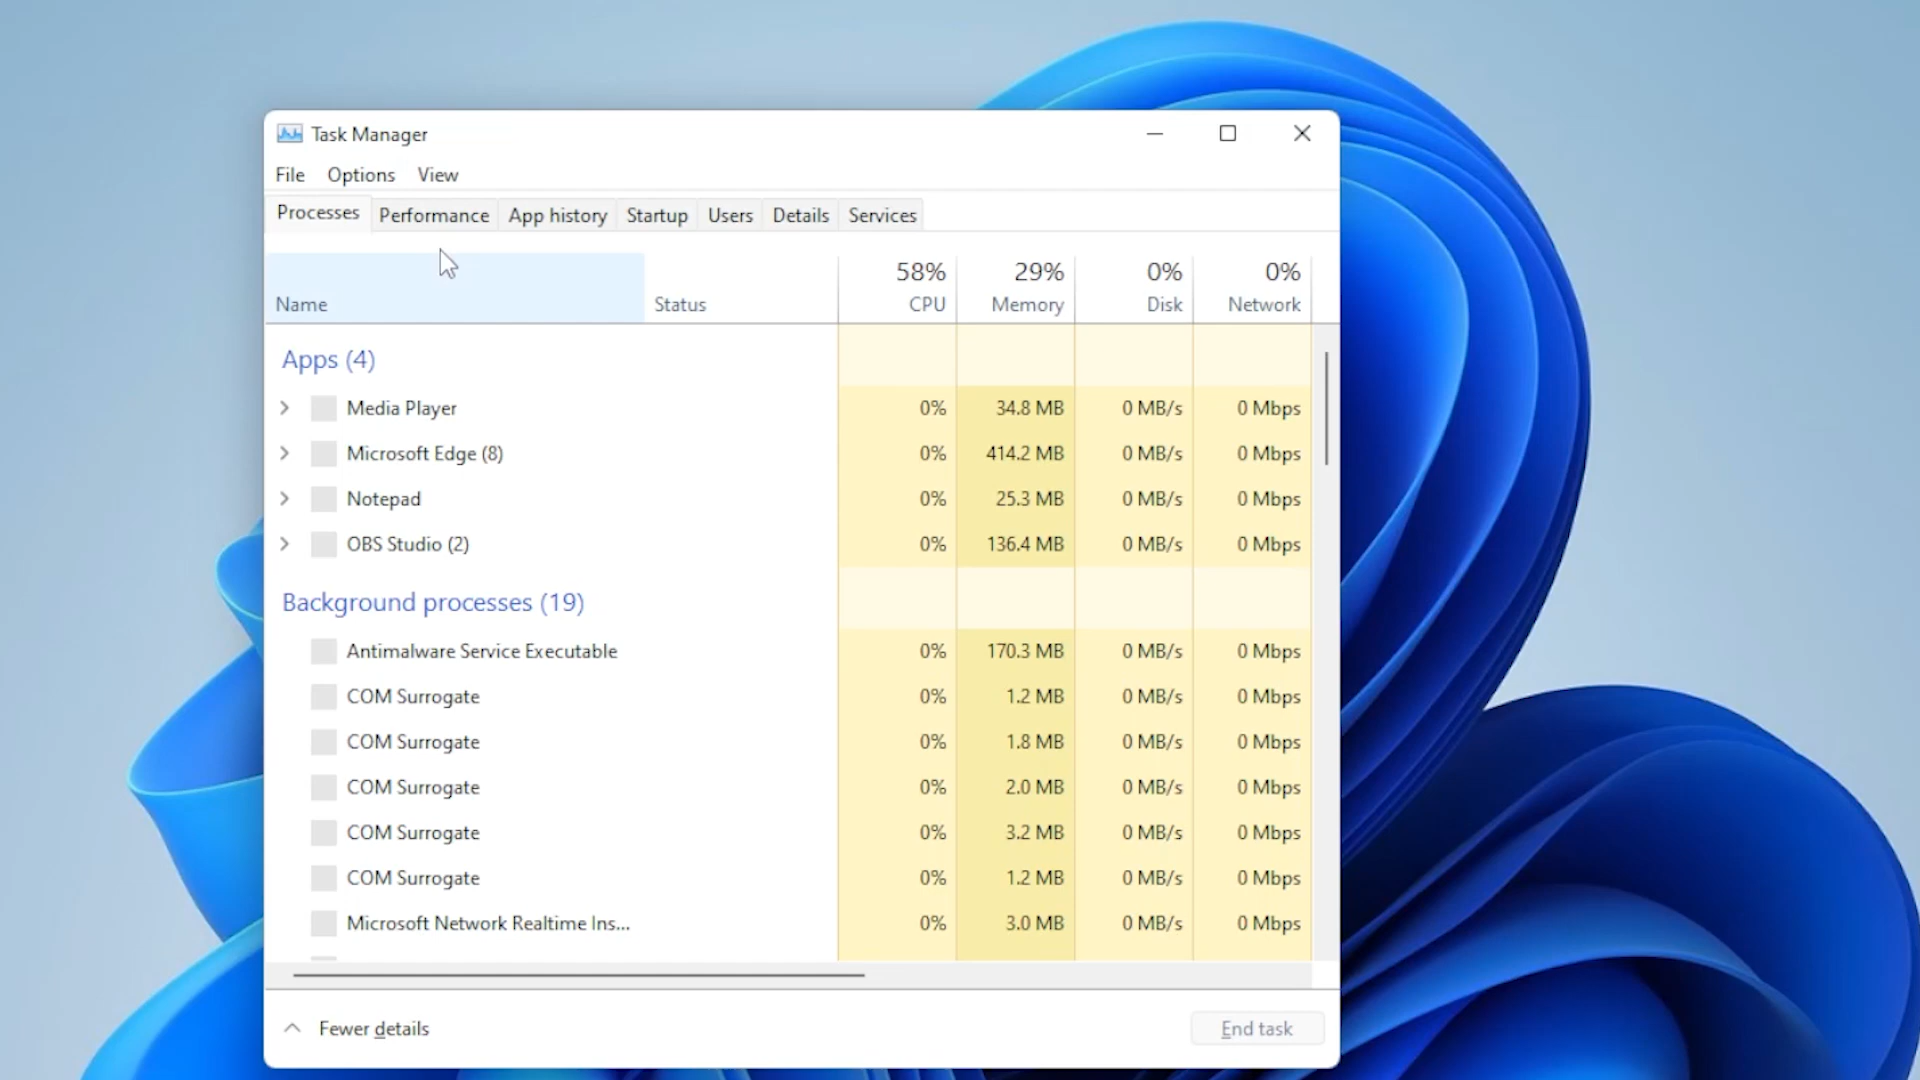 Task Manager
File Options View
Processes Performance App history Startup Users Details Services
58% 29% 0% 0%
Name Status CPU Memory Disk Network
Apps (4)
Media Player 0% 34.8 MB 0 MB/s 0 Mbps
Microsoft Edge (8) 0% 414.2 MB 0 MB/s 0 Mbps
Notepad 0% 25.3 MB 0 MB/s 0 Mbps
OBS Studio (2) 0% 136.4 MB 0 MB/s 0 Mbps
Background processes (19)
Antimalware Service Executable 0% 170.3 MB 0 MB/s 0 Mbps
COM Surrogate 0% 1.2 MB 0 MB/s 0 Mbps
COM Surrogate 0% 1.8 MB 0 MB/s 0 Mbps
COM Surrogate 0% 2.0 MB 0 MB/s 0 Mbps
COM Surrogate 0% 3.2 MB 0 MB/s 0 Mbps
COM Surrogate 0% 1.2 MB 0 MB/s 0 Mbps
Microsoft Network Realtime Ins... 0% 3.0 MB 0 MB/s 0 Mbps
Fewer details End task